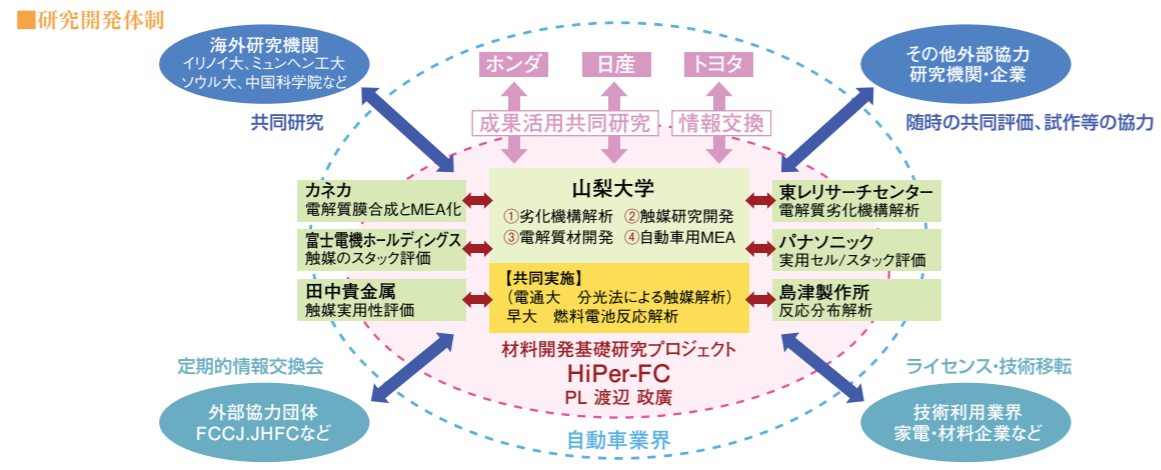 ■研究開発体制
海外研究機関
イリノイ大、ミュンヘン工大
ソウル大、中国科学院など
共同研究
ホンダ
日産
トヨタ
成果活用共同研究
情報交換
その他外部協力
研究機関・企業
随時の共同評価、試作等の協力
カネカ
電解質膜合成とMEA化
富士電機ホールディングス
触媒のスタック評価
田中貴金属
触媒実用性評価
山梨大学
①劣化機構解析 ②触媒研究開発
③電解質材開発 ④自動車用MEA
【共同実施】
(電通大 分光法による触媒解析)
早大 燃料電池反応解析
東レリサーチセンター
電解質劣化機構解析
パナソニック
実用セル/スタック評価
島津製作所
反応分布解析
材料開発基礎研究プロジェクト
HiPer-FC
PL 渡辺 政廣
定期的情報交換会
外部協力団体
FCCJ.JHFCなど
自動車業界
ライセンス・技術移転
技術利用業界
家電・材料企業など